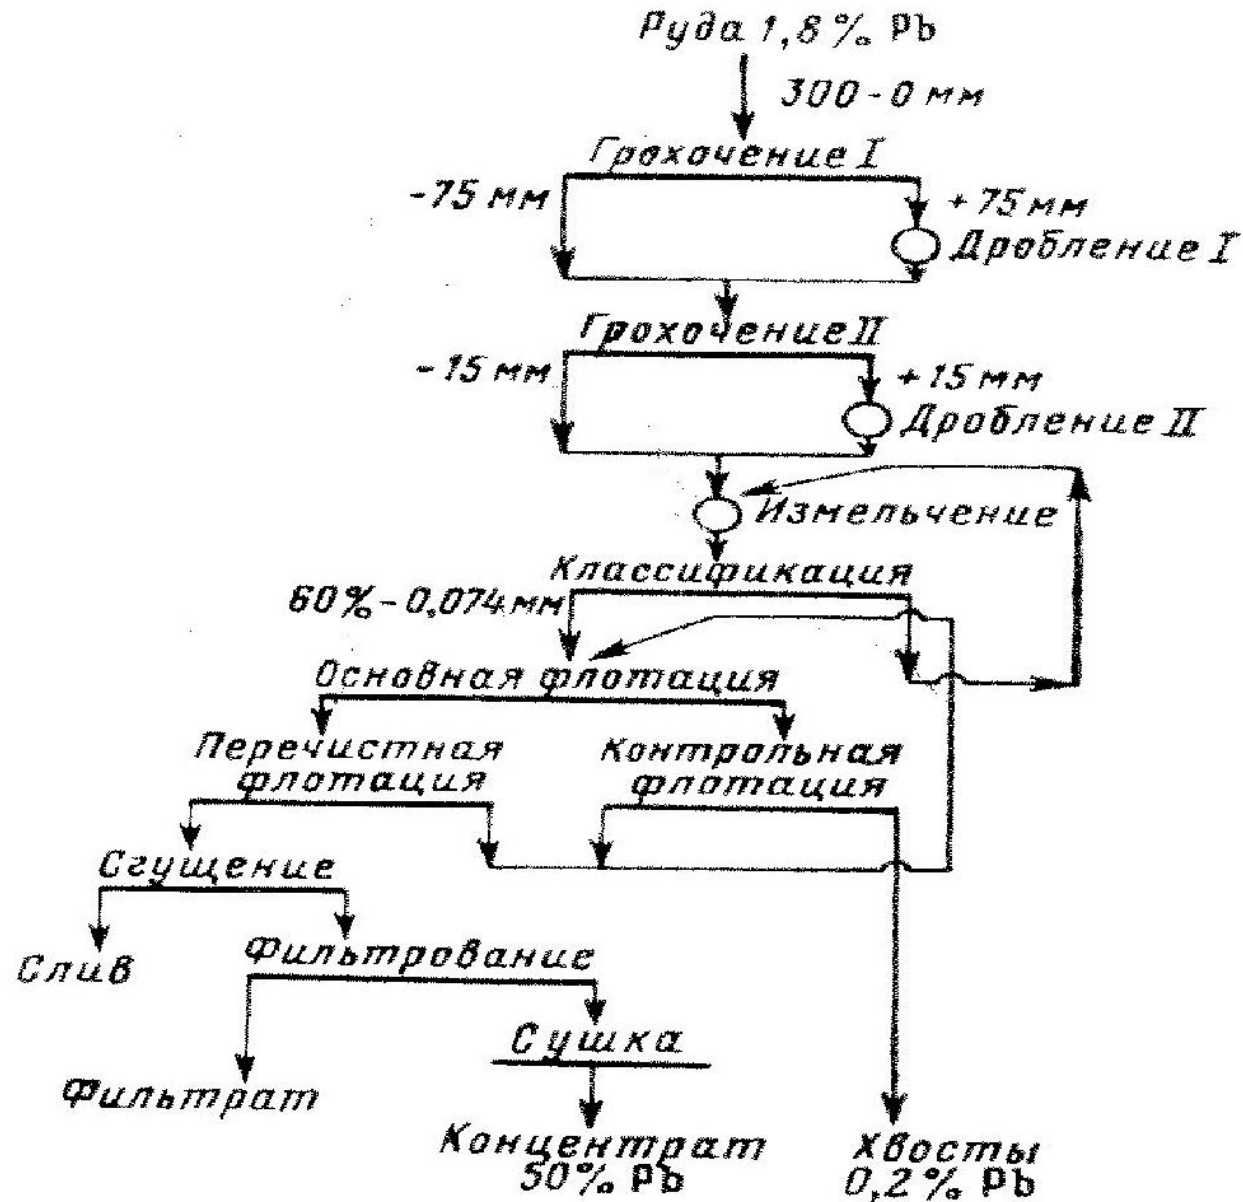 Руда 1,8% Pb
300-0 мм
Грохочение I
-75 мм
+75 мм
Дробление I
Грохочение II
-15 мм
+15 мм
Дробление II
Измельчение
Классификация
60%-0,074 мм
Основная флотация
Перечистная
флотация
Контрольная
флотация
Сгущение
Слив
Фильтрование
Сушка
Фильтрат
Концентрат
50% Pb
Хвосты
0,2% Pb